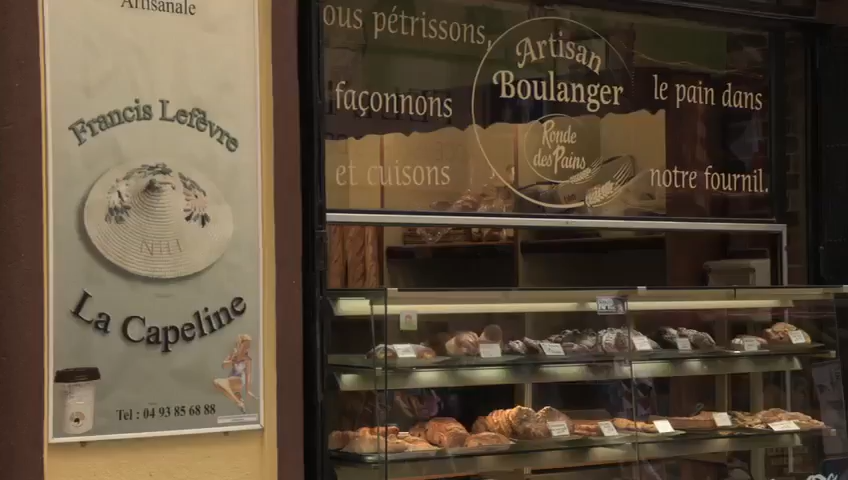 Artisanale
Francis Lefèvre
La Capeline
Tel : 04 93 85 68 88
ous pétrissons,
façonnons
et cuisons
Artisan
Boulanger
Ronde
des Pains
le pain dans
notre fournil.